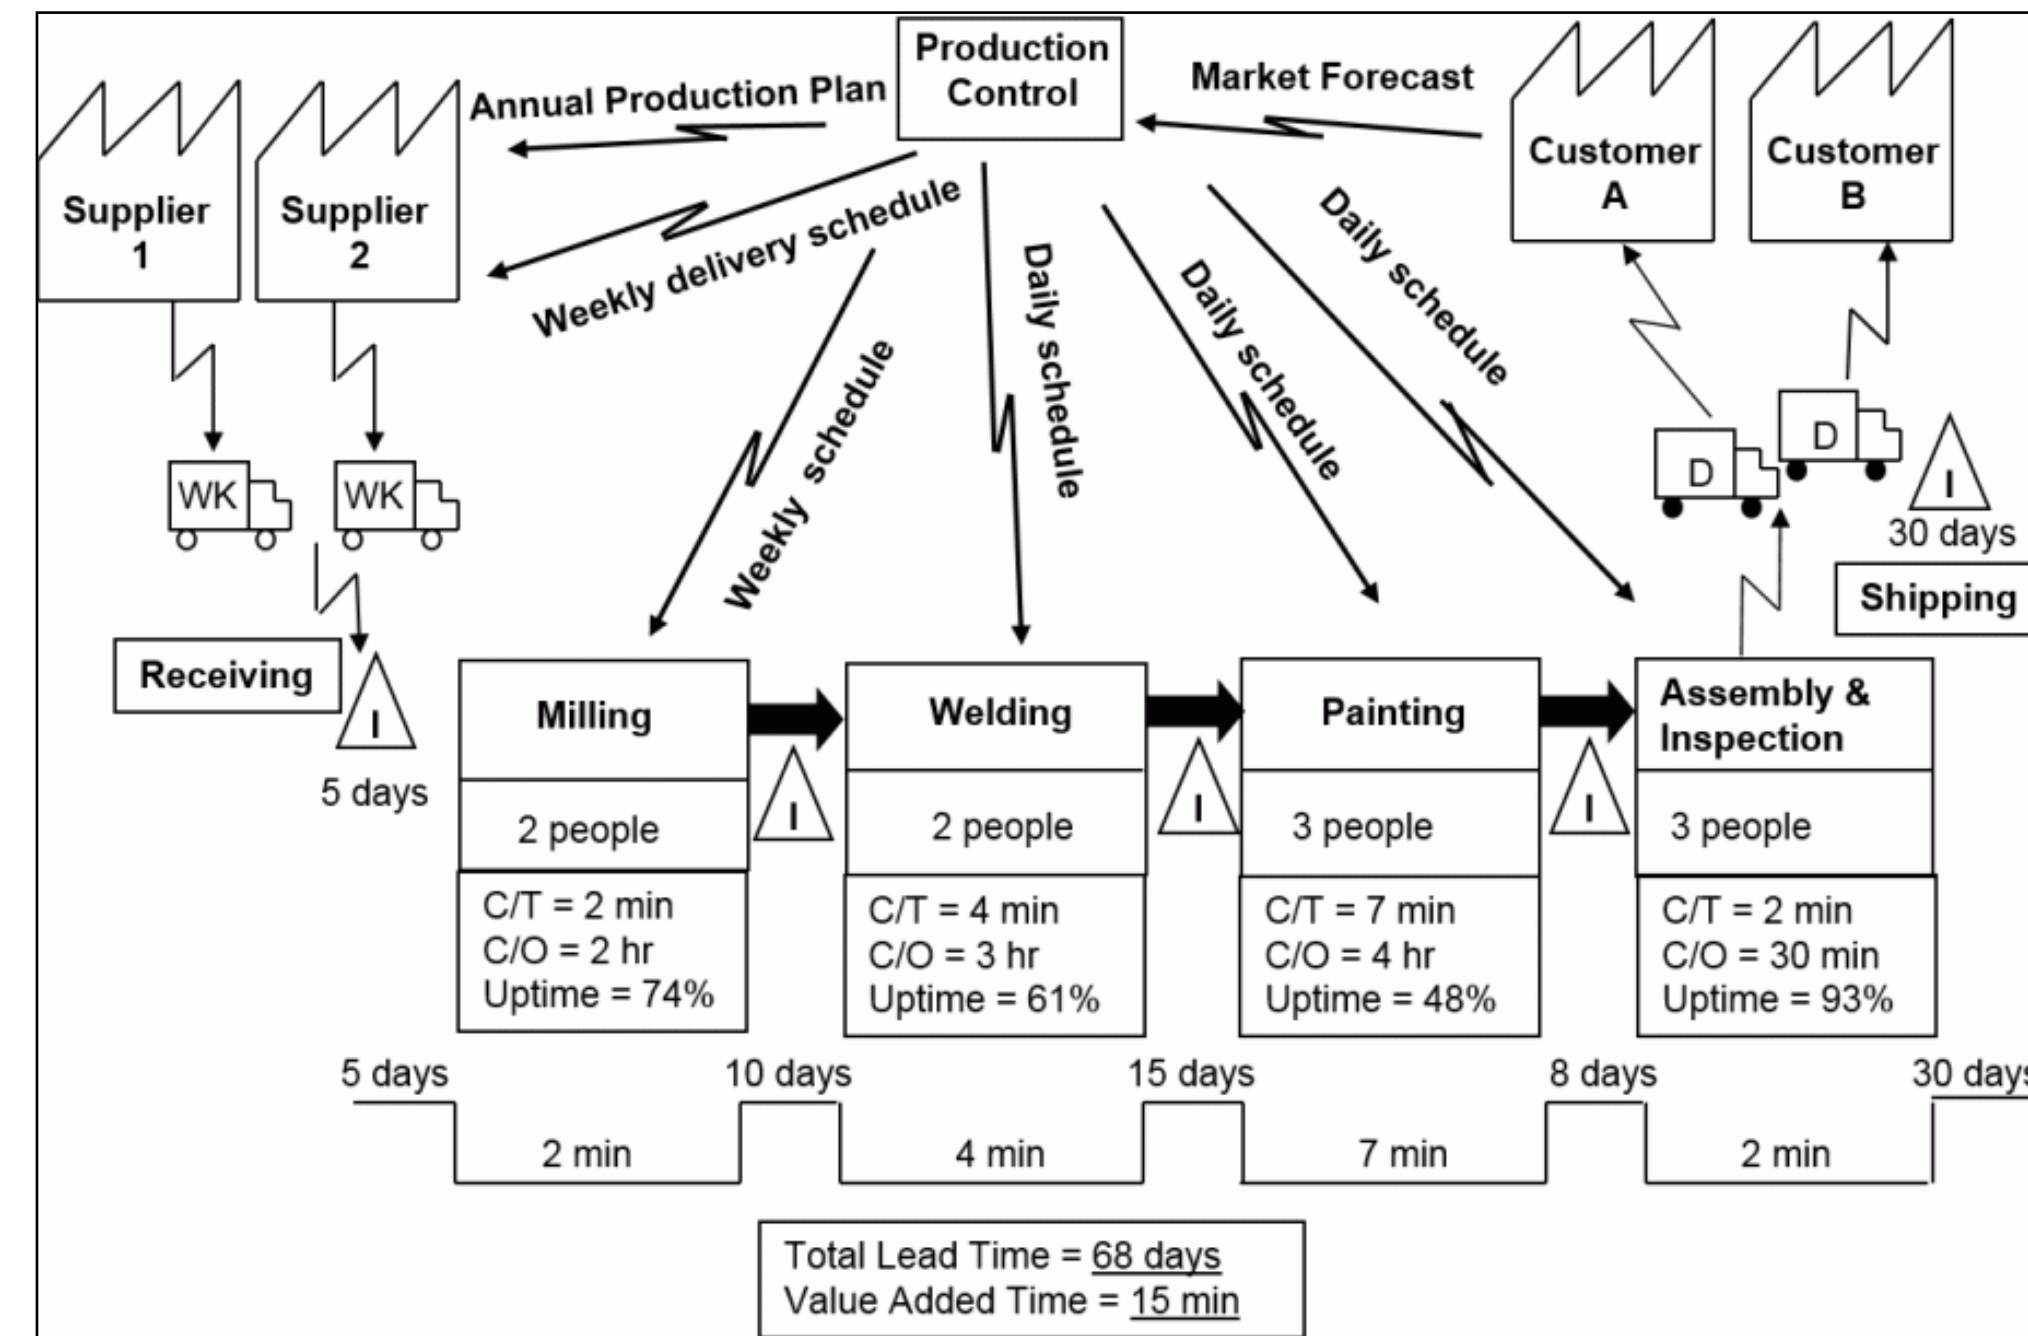 Production
Control
Annual Production Plan
Market Forecast
Supplier
1
Supplier
2
Customer
A
Customer
B
Weekly delivery schedule
Weekly schedule
Daily schedule
Daily schedule
Daily schedule
WK
WK
D
D
I
30 days
Shipping
Receiving
I
5 days
Milling
2 people
C/T = 2 min
C/O = 2 hr
Uptime = 74%
I
Welding
2 people
C/T = 4 min
C/O = 3 hr
Uptime = 61%
I
Painting
3 people
C/T = 7 min
C/O = 4 hr
Uptime = 48%
I
Assembly &
Inspection
3 people
C/T = 2 min
C/O = 30 min
Uptime = 93%
5 days
10 days
15 days
8 days
30 days
2 min
4 min
7 min
2 min
Total Lead Time = 68 days
Value Added Time = 15 min